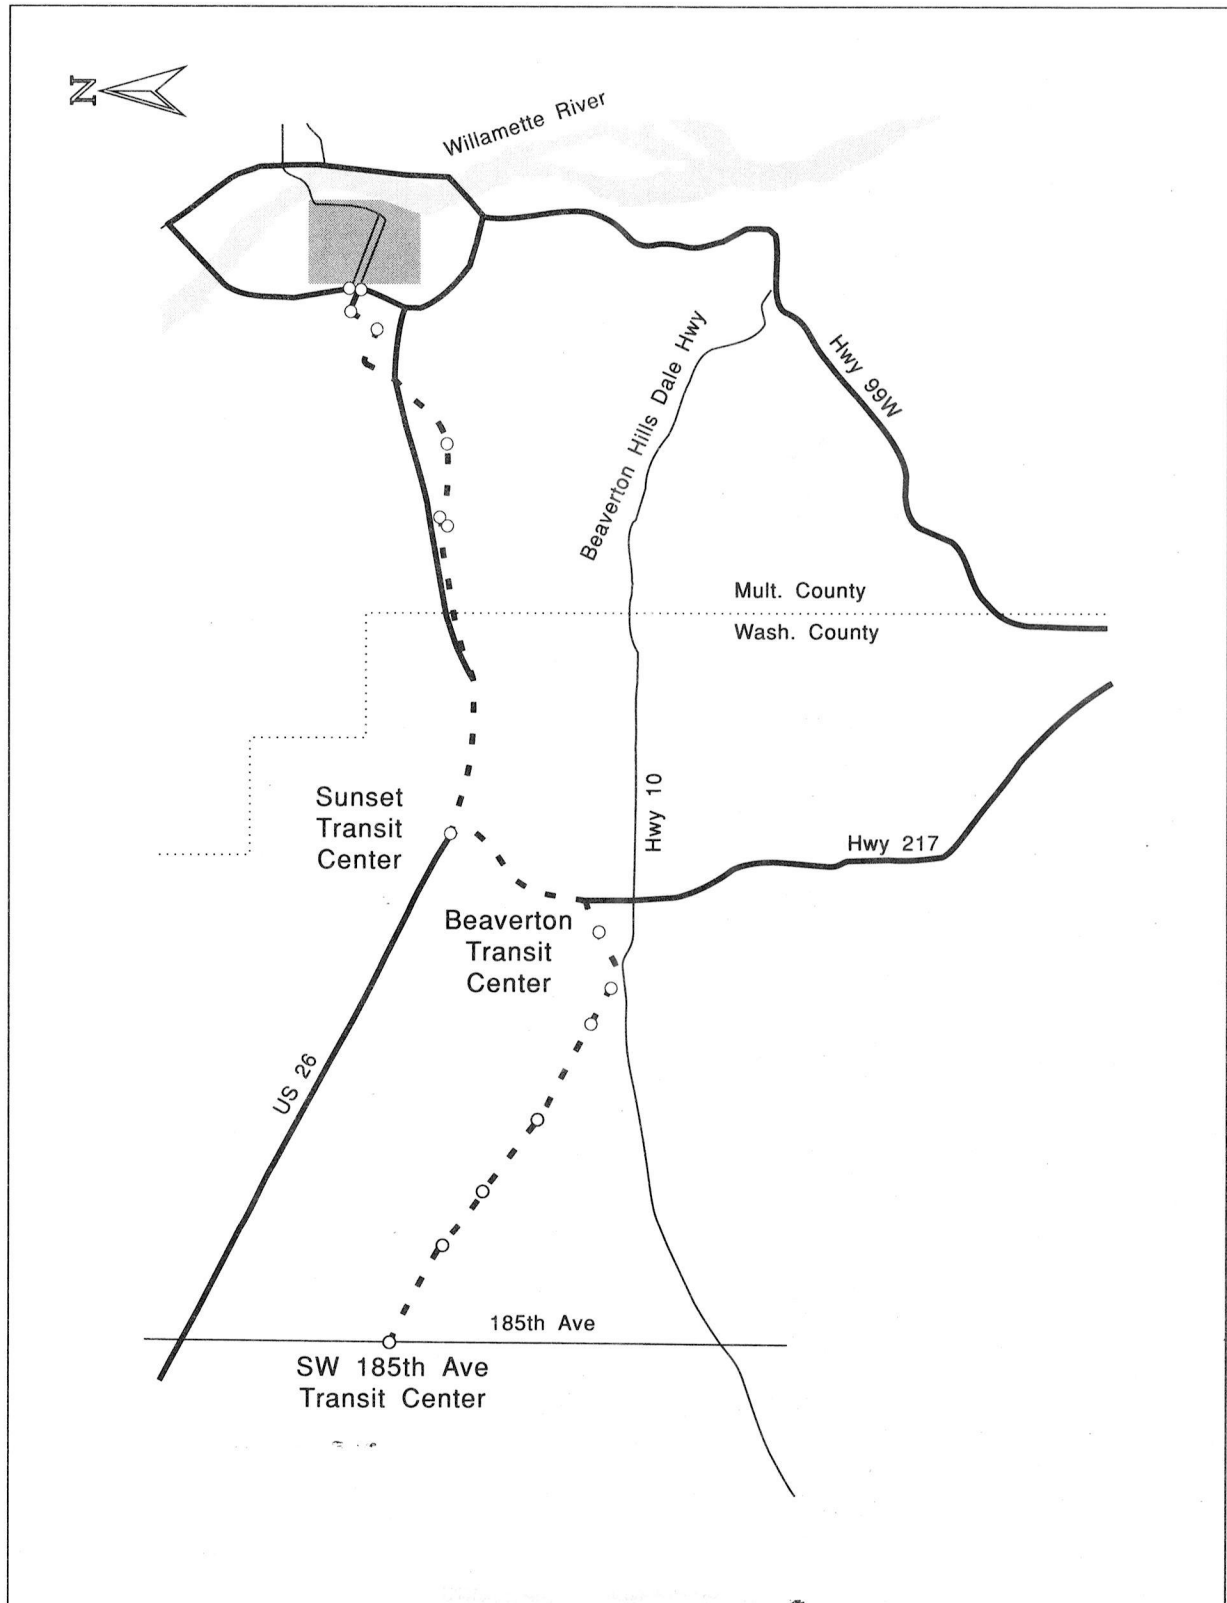 N
Willamette River
Beaverton Hills Dale Hwy
Hwy 99W
Mult. County
Wash. County
Sunset
Transit
Center
Hwy 10
Hwy 217
Beaverton
Transit
Center
US 26
185th Ave
SW 185th Ave
Transit Center